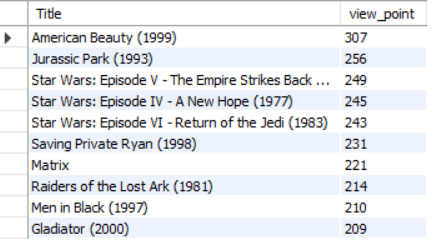 Title view_point
American Beauty (1999) 307
Jurassic Park (1993) 256
Star Wars: Episode V - The Empire Strikes Back ... 249
Star Wars: Episode IV - A New Hope (1977) 245
Star Wars: Episode VI - Return of the Jedi (1983) 243
Saving Private Ryan (1998) 231
Matrix 221
Raiders of the Lost Ark (1981) 214
Men in Black (1997) 210
Gladiator (2000) 209